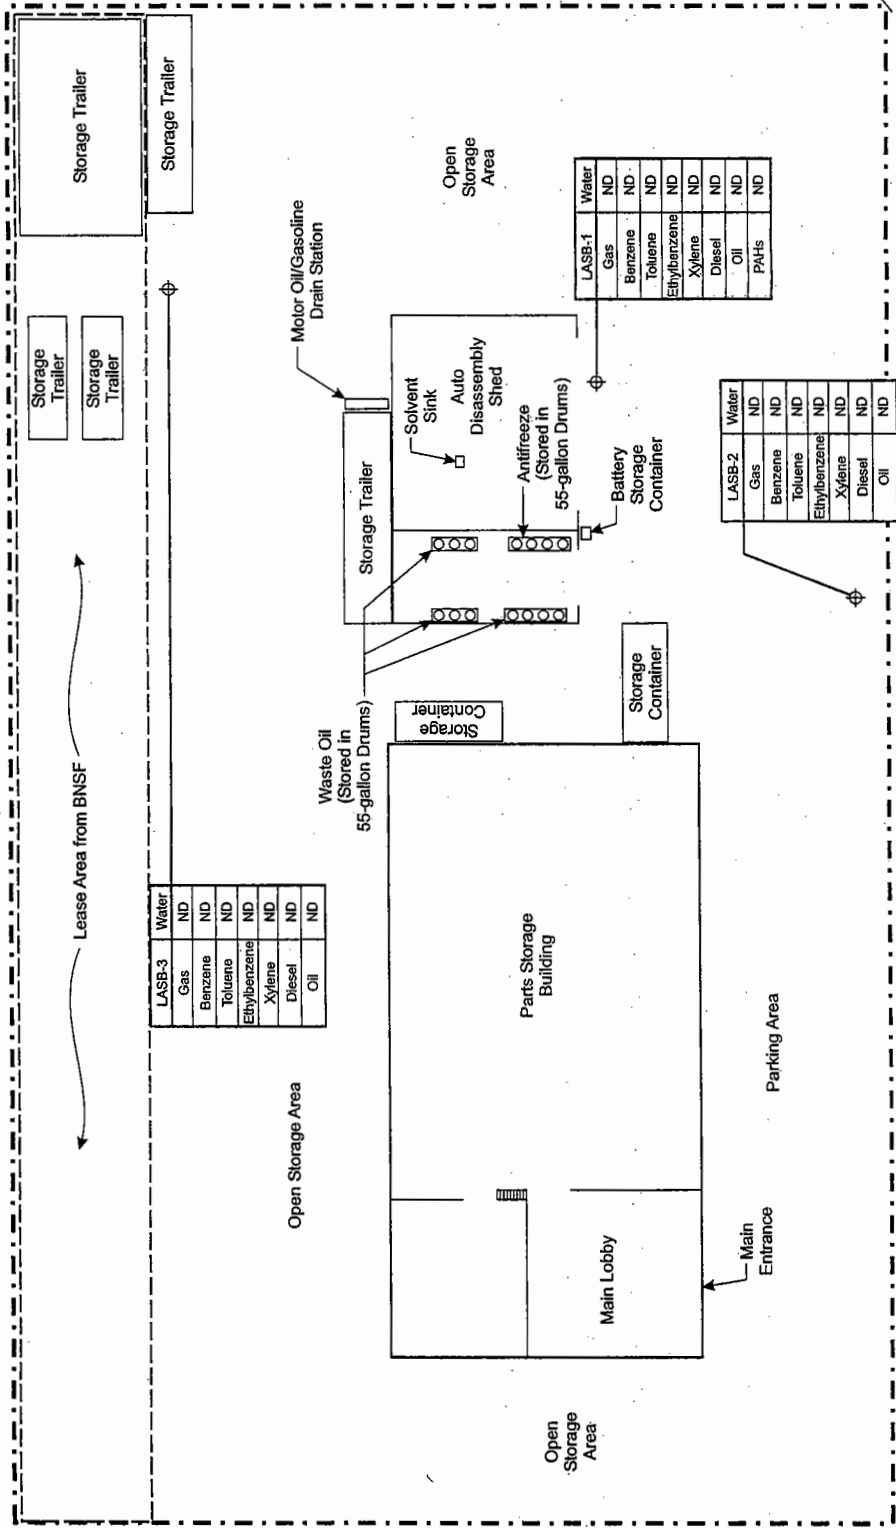 Storage Trailer
Storage Trailer
Storage
Trailer
Storage
Trailer
Lease Area from BNSF
LASB-3 Water
Gas ND
Benzene ND
Toluene ND
Ethylbenzene ND
Xylene ND
Diesel ND
Oil ND
Open Storage Area
Motor Oil/Gasoline
Drain Station
Storage Trailer
Solvent
Sink
Auto
Disassembly
Shed
Antifreeze
(Stored in
55-gallon Drums)
Battery
Storage
Container
Waste Oil
(Stored in
55-gallon Drums)
Storage
Container
Storage
Container
Open
Storage
Area
LASB-1 Water
Gas ND
Benzene ND
Toluene ND
Ethylbenzene ND
Xylene ND
Diesel ND
Oil ND
PAHs ND
LASB-2 Water
Gas ND
Benzene ND
Toluene ND
Ethylbenzene ND
Xylene ND
Diesel ND
Oil ND
Parts Storage
Building
Main Lobby
Main
Entrance
Parking Area
Open
Storage
Area